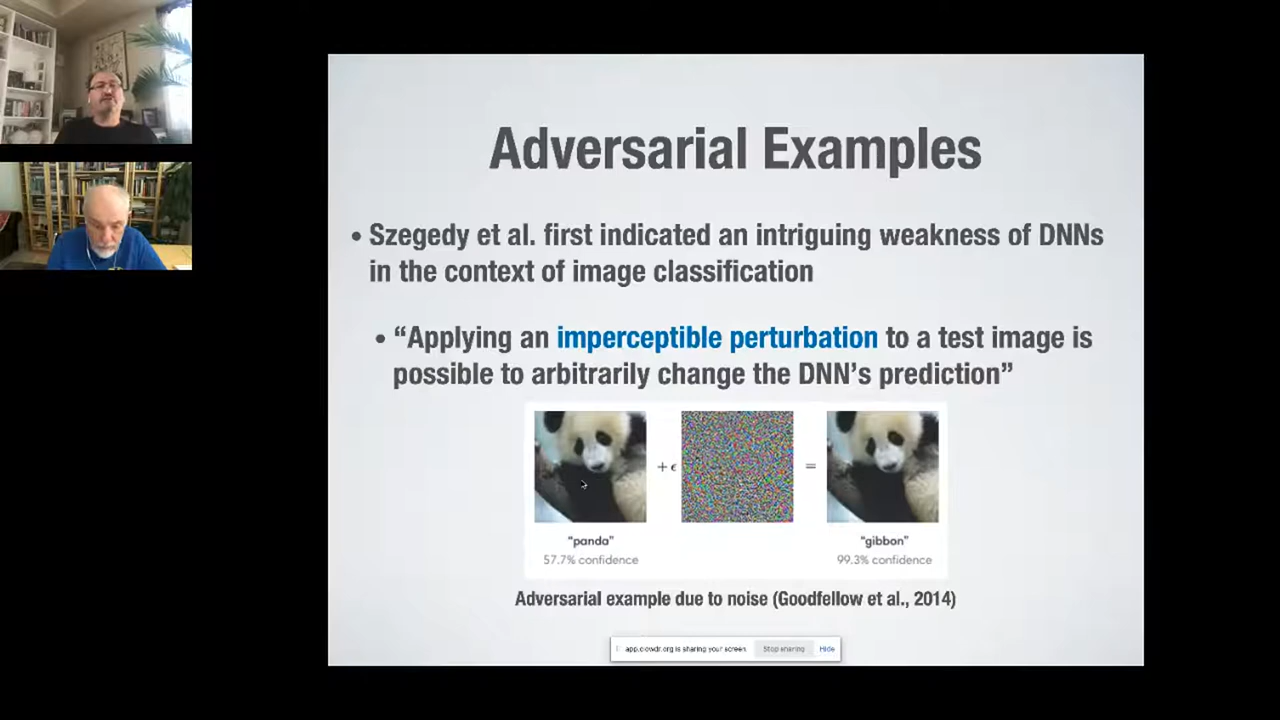 Adversarial Examples
• Szegedy et al. first indicated an intriguing weakness of DNNs
in the context of image classification
• “Applying an imperceptible perturbation to a test image is
possible to arbitrarily change the DNN’s prediction”
+ ϵ =
“panda” “gibbon”
57.7% confidence 99.3% confidence
Adversarial example due to noise (Goodfellow et al., 2014)
app.clowdr.org is sharing your screen. Stop sharing Hide